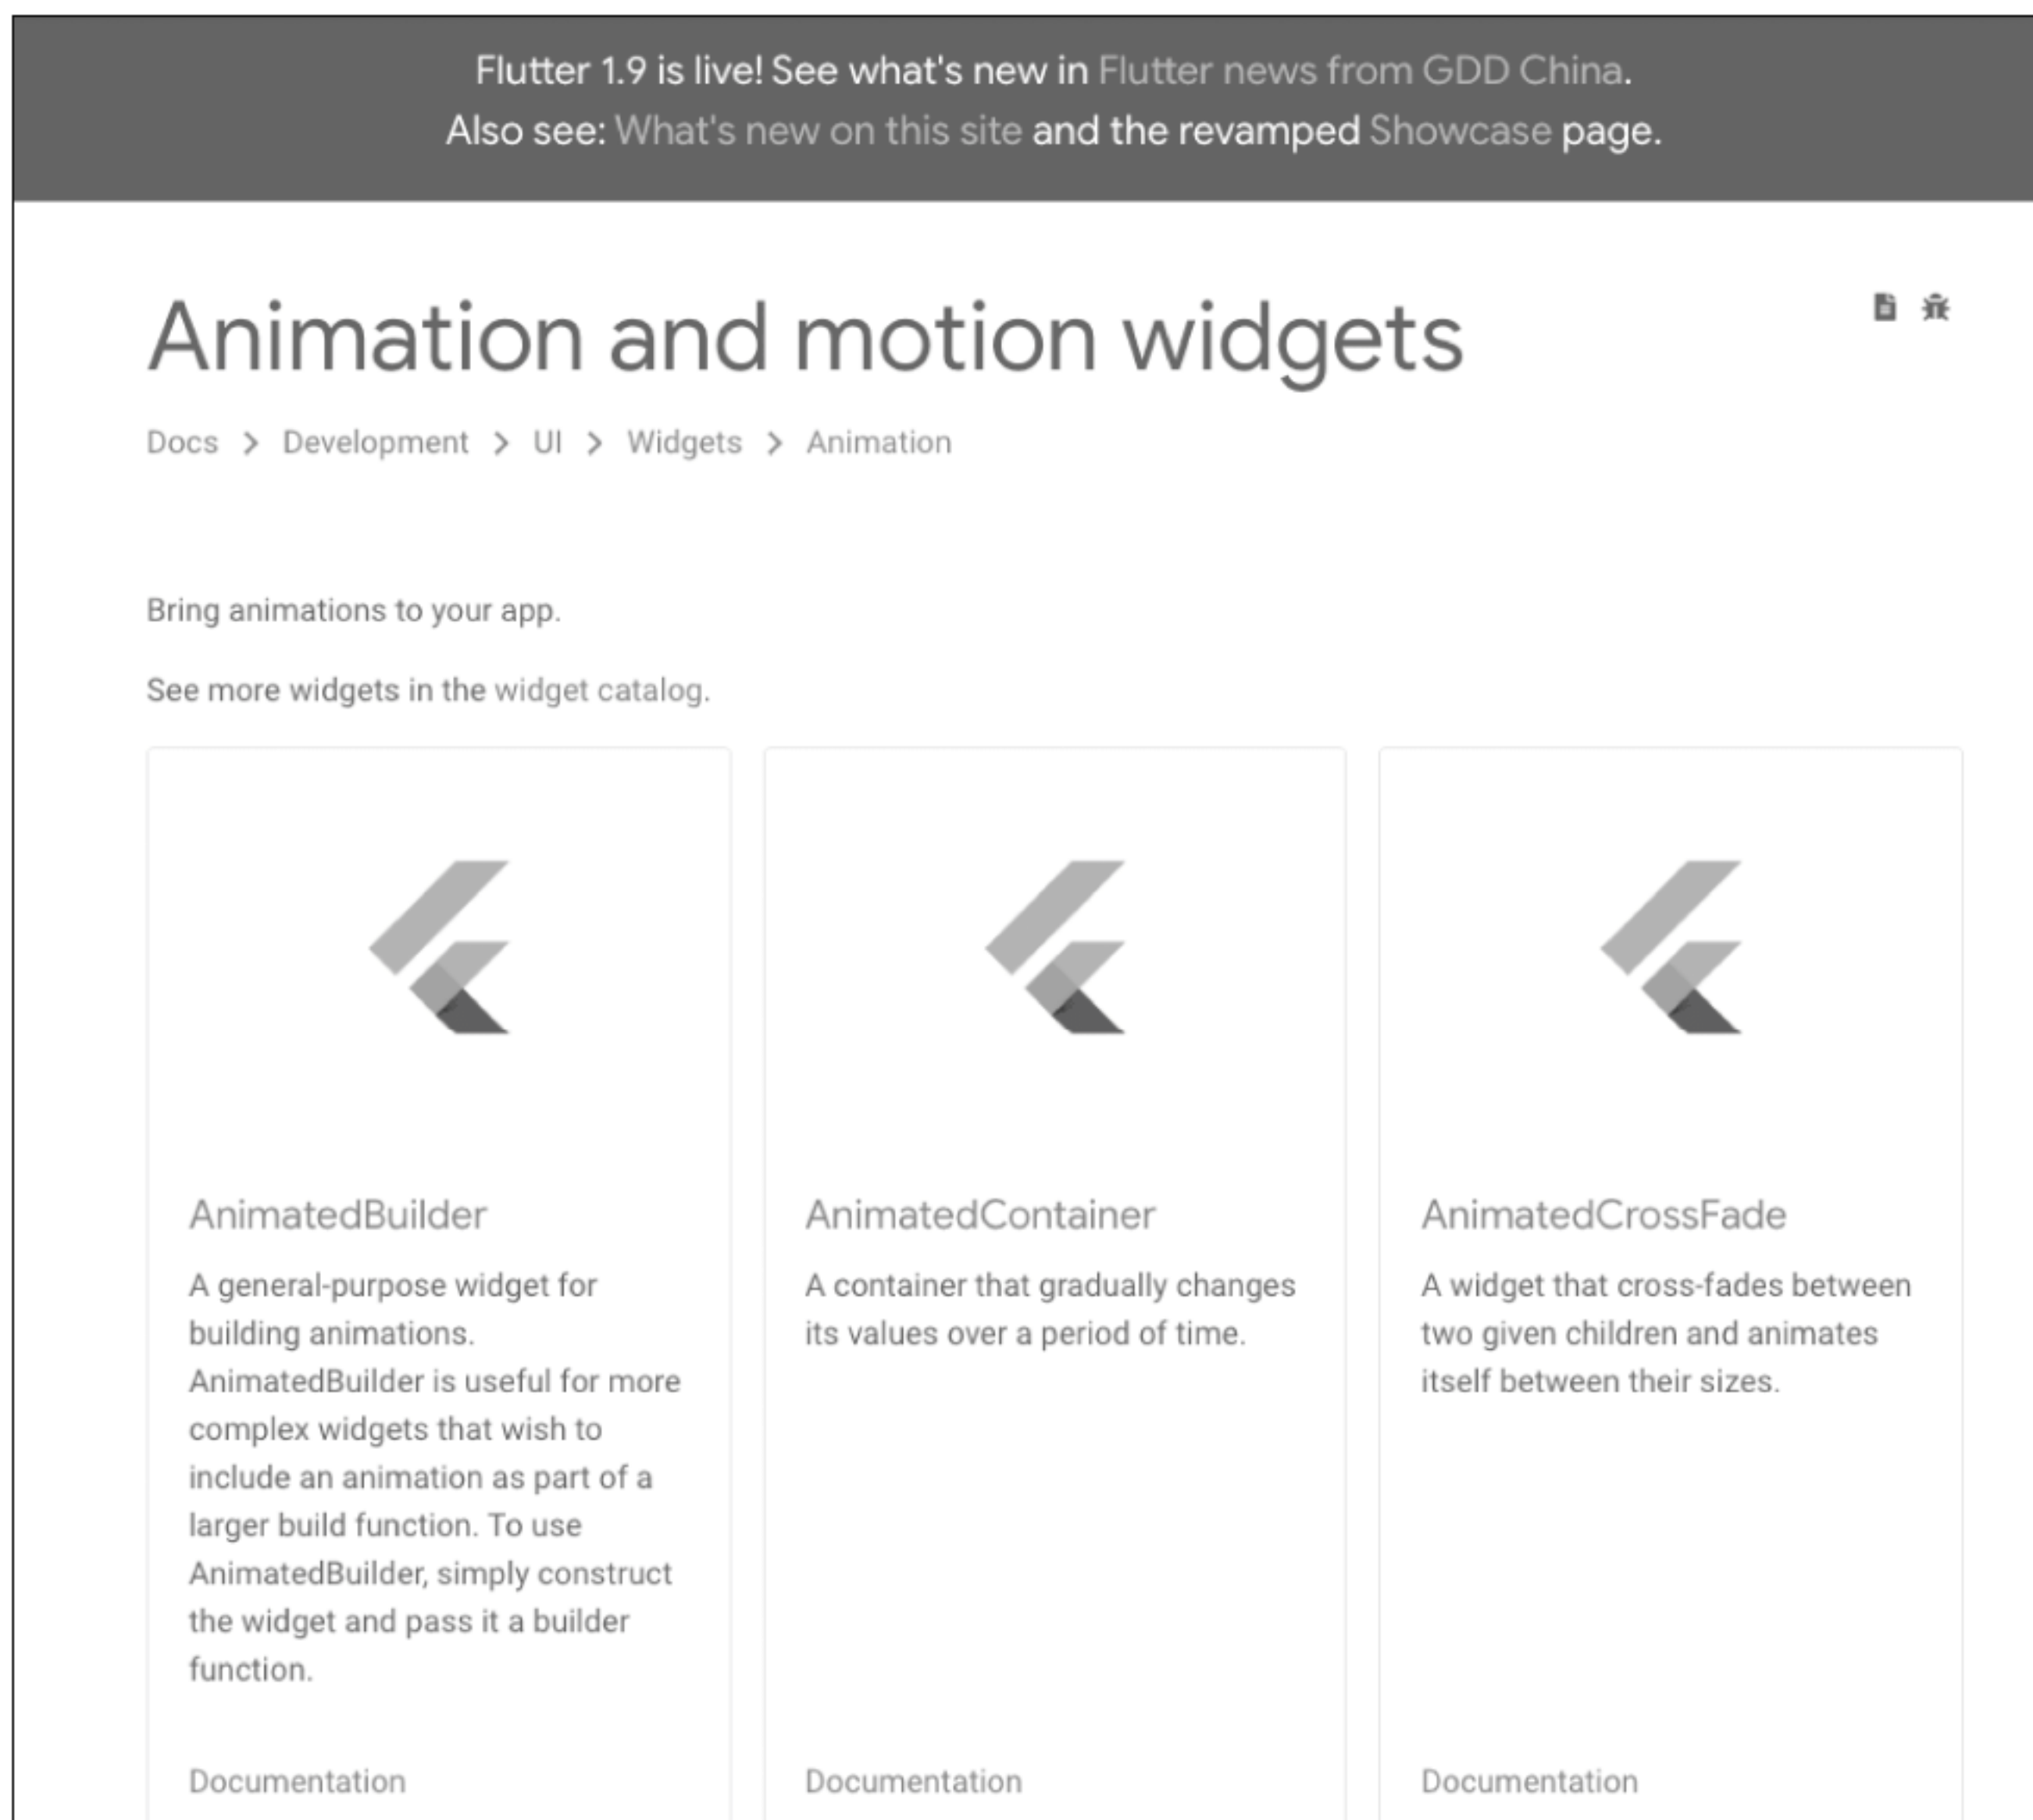 Flutter 1.9 is live! See what's new in Flutter news from GDD China.
Also see: What's new on this site and the revamped Showcase page.
Animation and motion widgets
Docs > Development > UI > Widgets > Animation
Bring animations to your app.
See more widgets in the widget catalog.
AnimatedBuilder
A general-purpose widget for
building animations.
AnimatedBuilder is useful for more
complex widgets that wish to
include an animation as part of a
larger build function. To use
AnimatedBuilder, simply construct
the widget and pass it a builder
function.
Documentation
AnimatedContainer
A container that gradually changes
its values over a period of time.
Documentation
AnimatedCrossFade
A widget that cross-fades between
two given children and animates
itself between their sizes.
Documentation